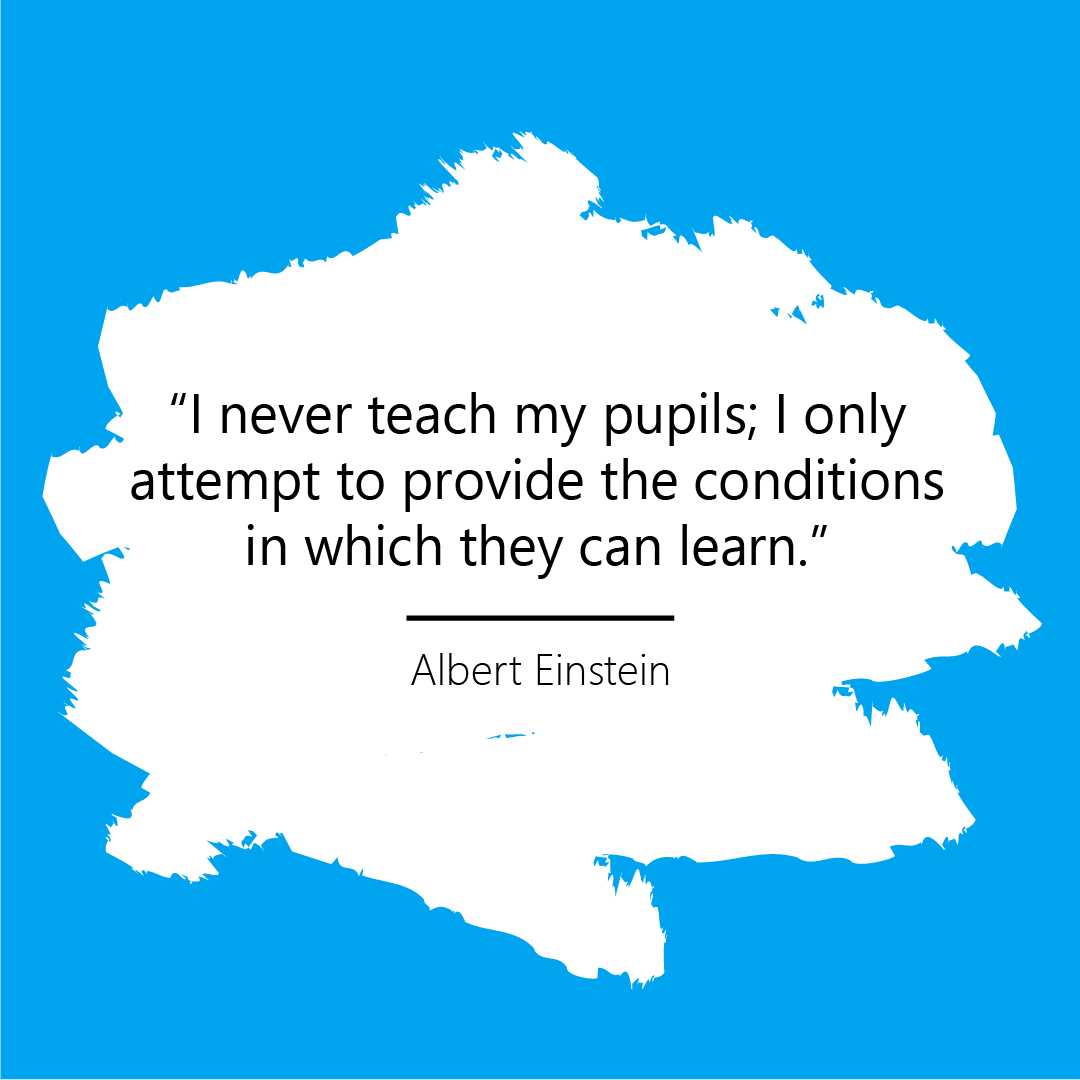 “I never teach my pupils; I only
attempt to provide the conditions
in which they can learn.”
Albert Einstein